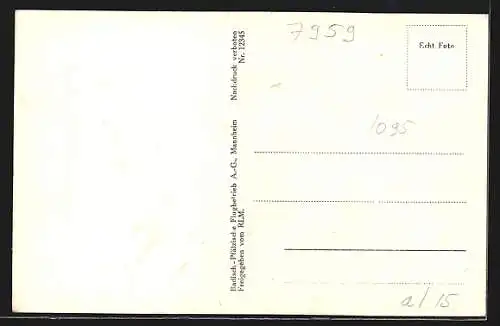 7959
Echt Foto
1095
Badisch-Pfälzische Flugbetrieb A.-G., Mannheim Nachdruck verboten
Freigegeben vom RLM. Nr. 12345
a/15